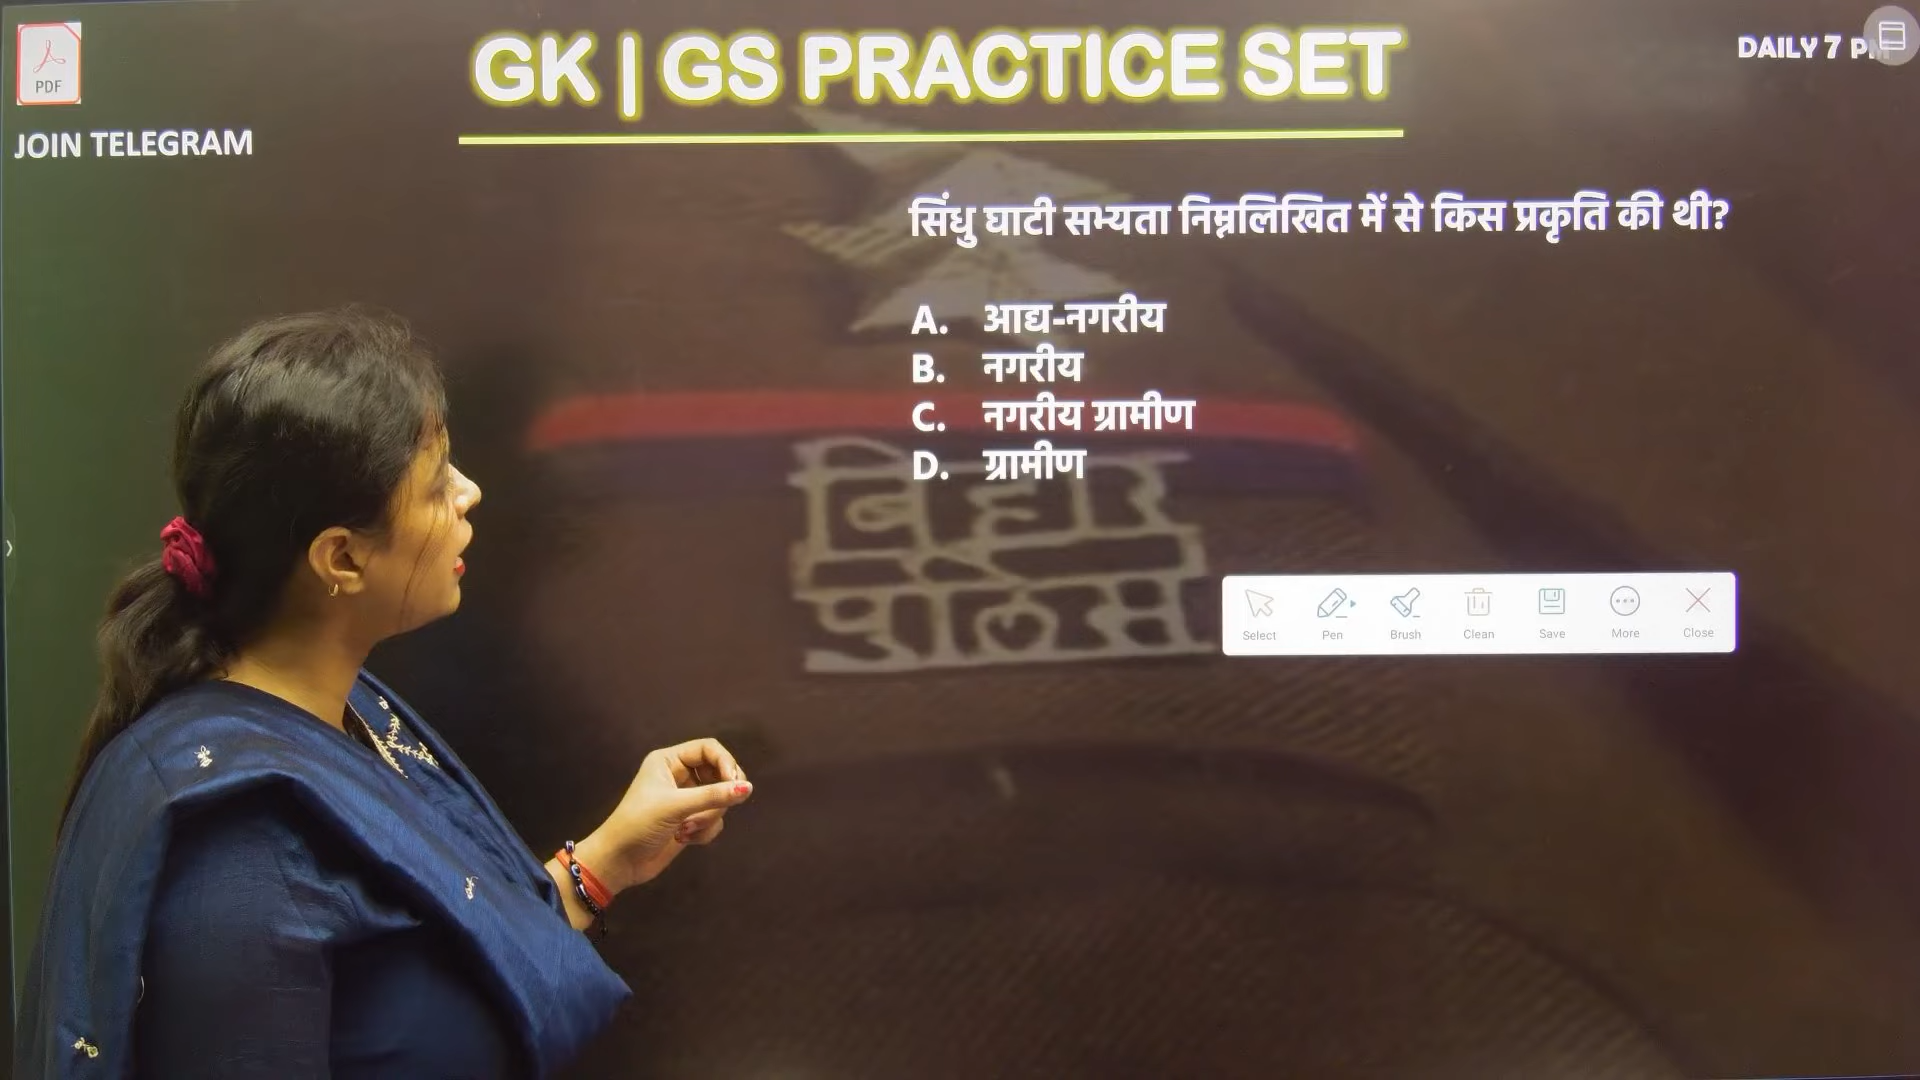 PDF
JOIN TELEGRAM
GK | GS PRACTICE SET
DAILY 7 PM
सिंधु घाटी सभ्यता निम्नलिखित में से किस प्रकृति की थी?
A. आद्य-नगरीय
B. नगरीय
C. नगरीय ग्रामीण
D. ग्रामीण
बिहार
पुलिस
Select Pen Brush Clean Save More Close